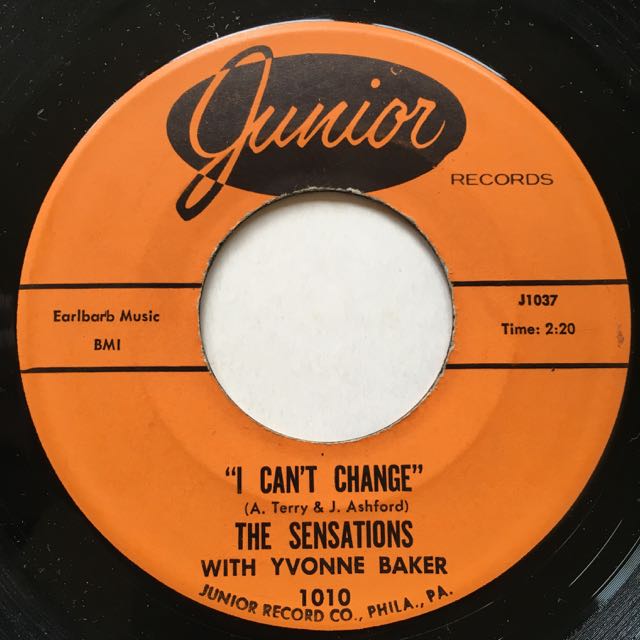 Junior
RECORDS
Earlbarb Music
BMI
J1037
Time: 2:20
"I CAN'T CHANGE"
(A. Terry & J. Ashford)
THE SENSATIONS
WITH YVONNE BAKER
1010
JUNIOR RECORD CO., PHILA., PA.